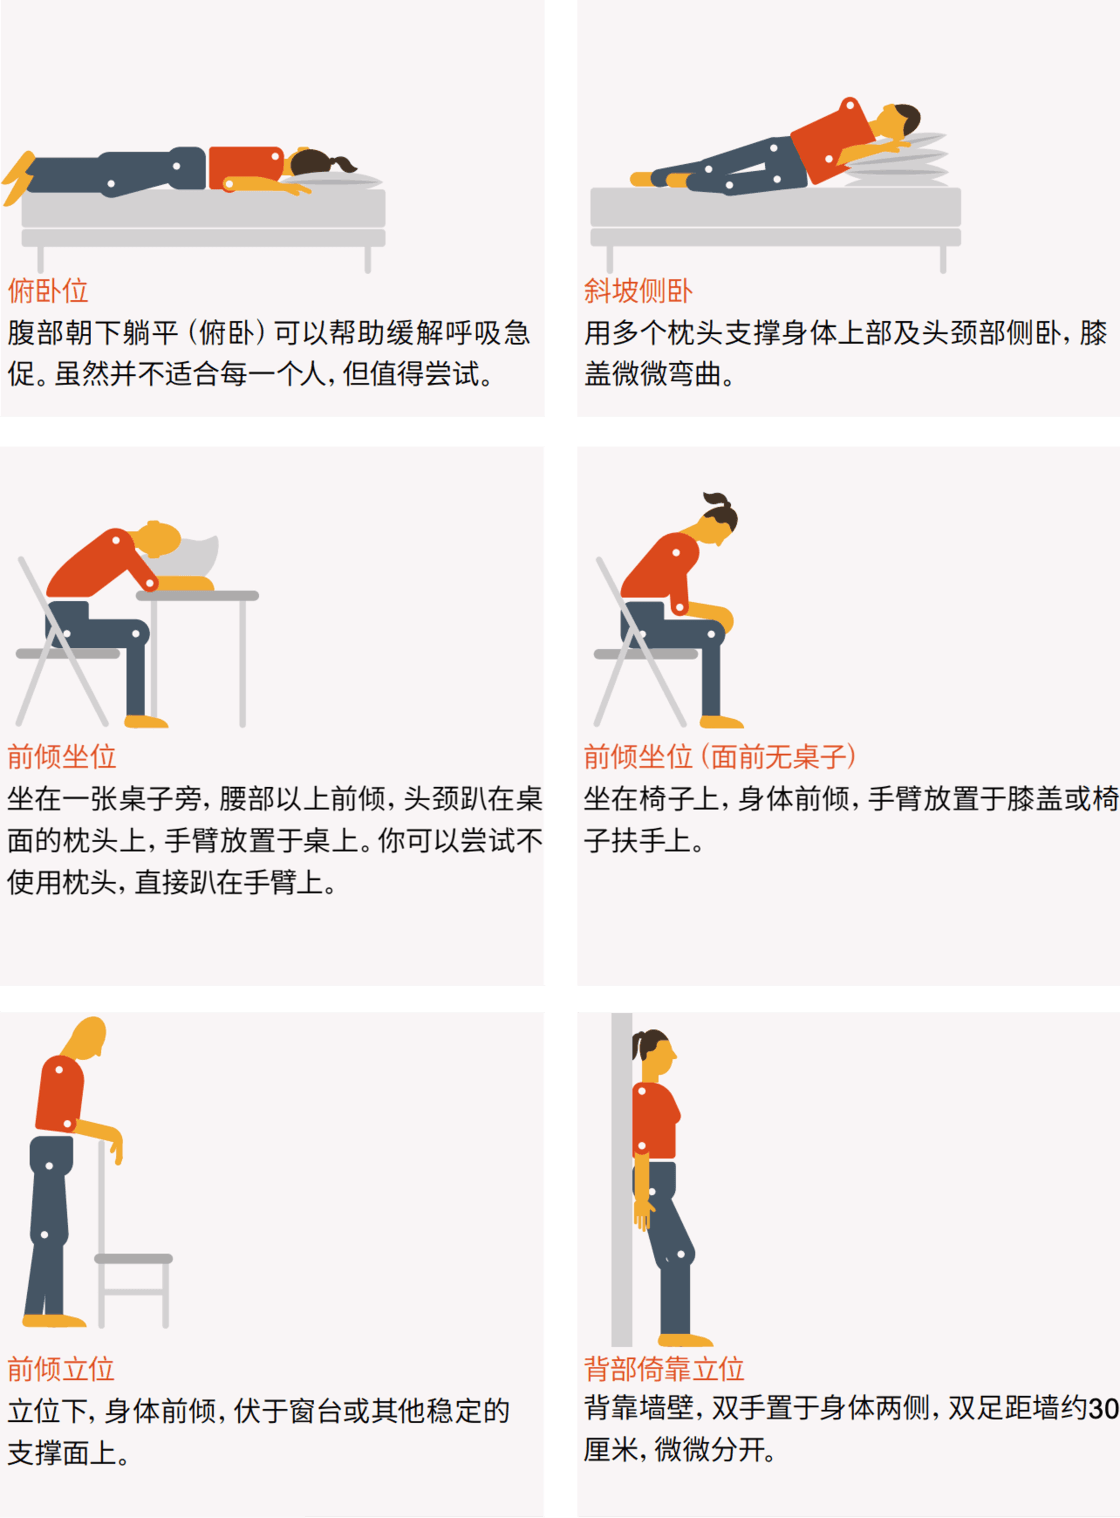 俯卧位
腹部朝下躺平（俯卧）可以帮助缓解呼吸急
促。虽然并不适合每一个人，但值得尝试。
斜坡侧卧
用多个枕头支撑身体上部及头颈部侧卧，膝
盖微微弯曲。
前倾坐位
坐在一张桌子旁，腰部以上前倾，头颈趴在桌
面的枕头上，手臂放置于桌上。你可以尝试不
使用枕头，直接趴在手臂上。
前倾坐位（面前无桌子）
坐在椅子上，身体前倾，手臂放置于膝盖或椅
子扶手上。
前倾立位
立位下，身体前倾，伏于窗台或其他稳定的
支撑面上。
背部倚靠立位
背靠墙壁，双手置于身体两侧，双足距墙约30
厘米，微微分开。